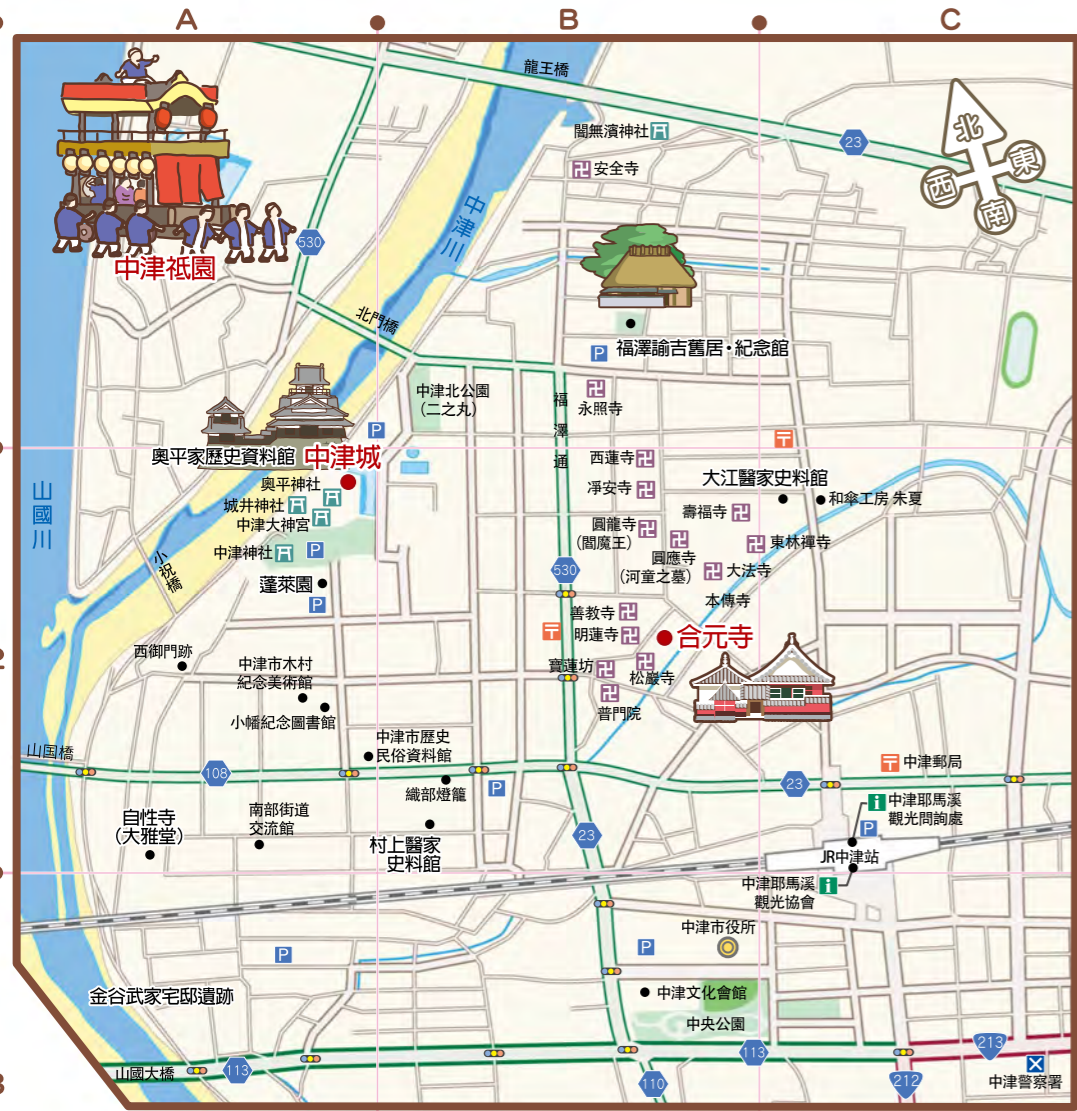 A
B
C
龍王橋
闇無濱神社
安全寺
23
北
東
西
南
中津川
530
中津祇園
北門橋
福澤諭吉舊居・紀念館
P
中津北公園
（二之丸）
永照寺
福澤通
P
奧平家歷史資料館
中津城
西蓮寺
大江醫家史料館
奧平神社
淨安寺
和傘工房 朱夏
城井神社
壽福寺
中津大神宮
圓龍寺
（閻魔王）
圓應寺
（河童之墓）
東林禪寺
山國川
小祝橋
中津神社
P
蓬萊園
P
530
大法寺
本傳寺
善教寺
明蓮寺
合元寺
2
西御門跡
中津市木村
紀念美術館
寶蓮坊
松巖寺
普門院
小幡紀念圖書館
中津市歷史
民俗資料館
山国橋
108
織部燈籠
P
23
中津郵局
中津耶馬溪
觀光問詢處
P
自性寺
（大雅堂）
南部街道
交流館
村上醫家
史料館
23
JR中津站
中津耶馬溪
觀光協會
中津市役所
P
P
金谷武家宅邸遺跡
中津文化會館
中央公園
山國大橋
113
113
110
213
212
中津警察署
3